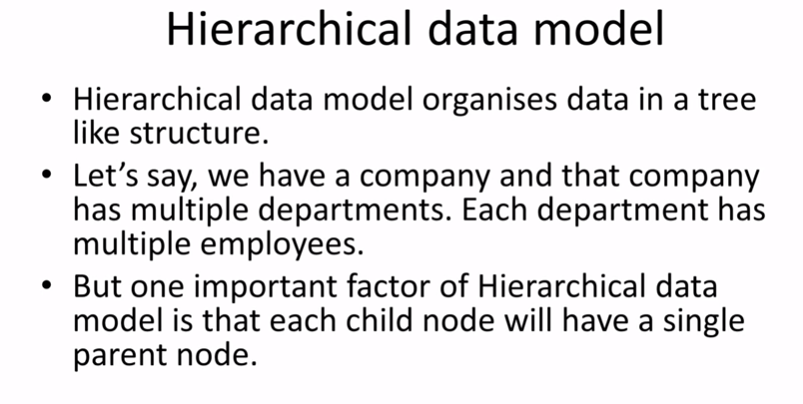 Hierarchical data model
• Hierarchical data model organises data in a tree
like structure.
• Let's say, we have a company and that company
has multiple departments. Each department has
multiple employees.
• But one important factor of Hierarchical data
model is that each child node will have a single
parent node.